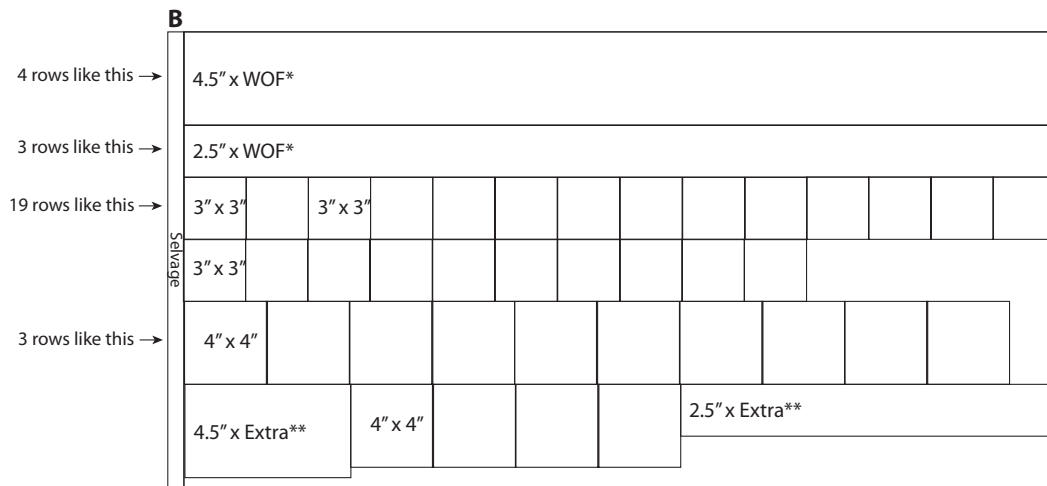 B
4 rows like this →
4.5” x WOF*
3 rows like this →
2.5” x WOF*
19 rows like this →
3” x 3”
3” x 3”
Selvage
3” x 3”
3 rows like this →
4” x 4”
4.5” x Extra**
4” x 4”
2.5” x Extra**